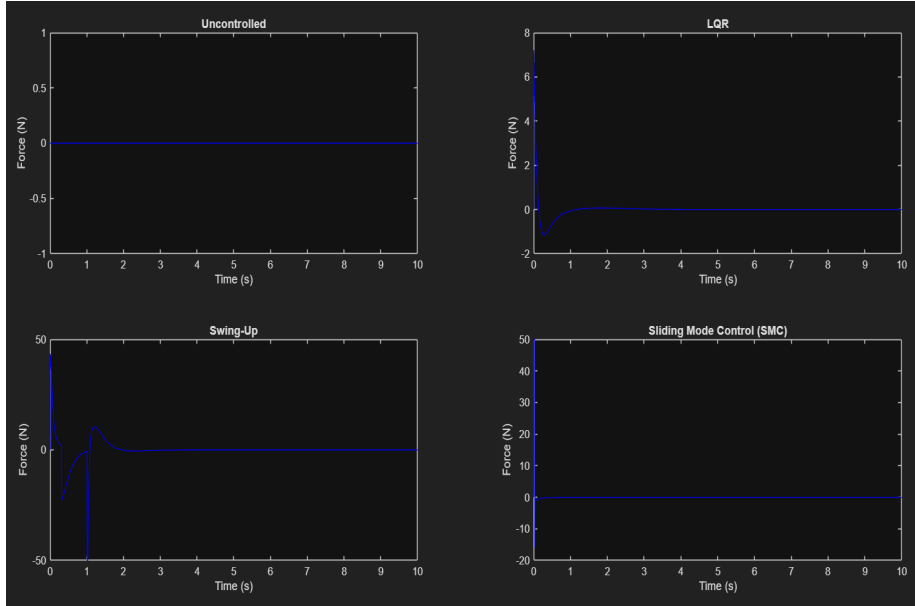 Uncontrolled
1
0.5
0
-0.5
-1
Force (N)
0 1 2 3 4 5 6 7 8 9 10
Time (s)
LQR
8
6
4
2
0
-2
Force (N)
0 1 2 3 4 5 6 7 8 9 10
Time (s)
Swing-Up
50
0
-50
Force (N)
0 1 2 3 4 5 6 7 8 9 10
Time (s)
Sliding Mode Control (SMC)
50
40
30
20
10
0
-10
-20
Force (N)
0 1 2 3 4 5 6 7 8 9 10
Time (s)